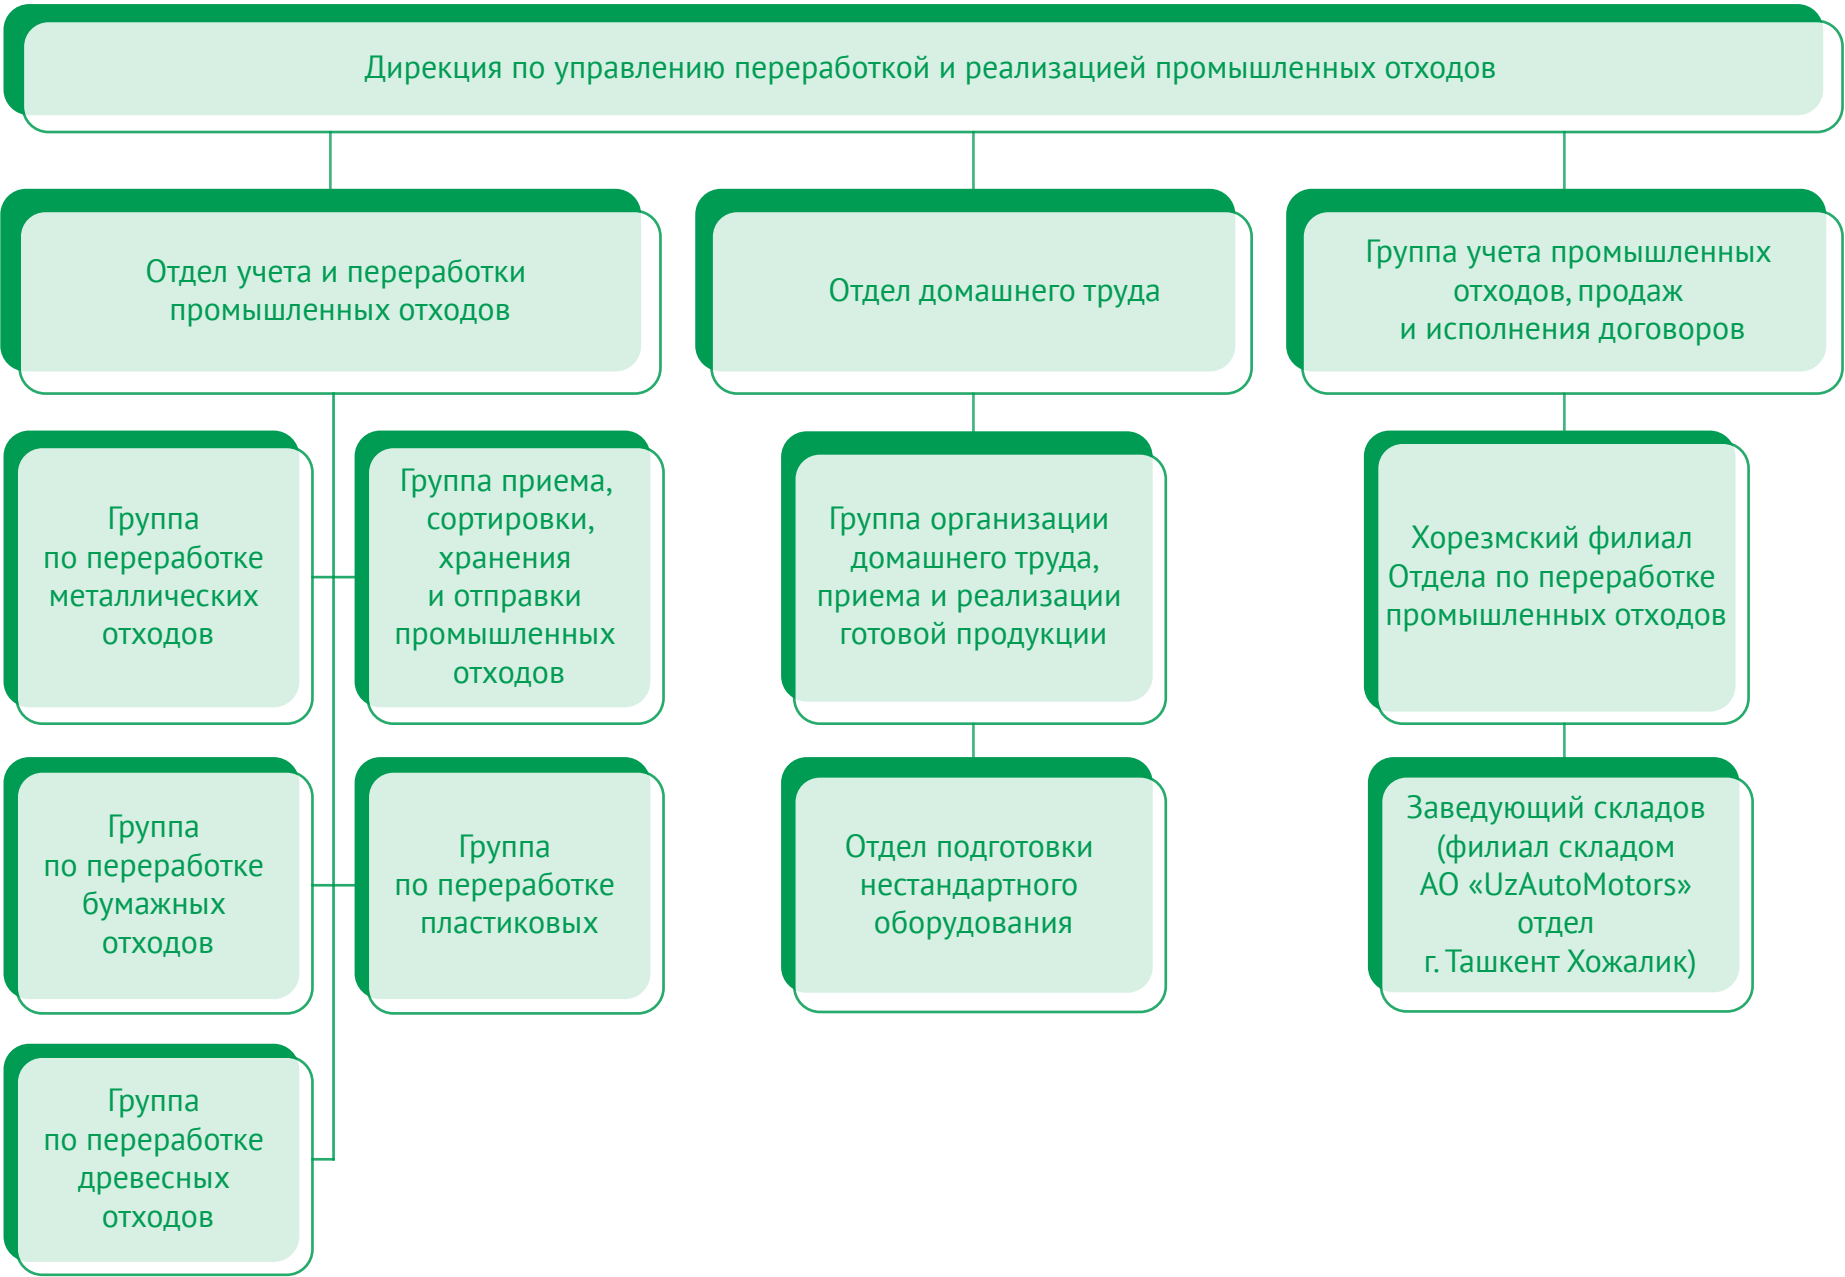 Дирекция по управлению переработкой и реализацией промышленных отходов
Отдел учета и переработки
промышленных отходов
Отдел домашнего труда
Группа учета промышленных
отходов, продаж
и исполнения договоров
Группа
по переработке
металлических
отходов
Группа приема,
сортировки,
хранения
и отправки
промышленных
отходов
Группа организации
домашнего труда,
приема и реализации
готовой продукции
Хорезмский филиал
Отдела по переработке
промышленных отходов
Группа
по переработке
бумажных
отходов
Группа
по переработке
пластиковых
Отдел подготовки
нестандартного
оборудования
Заведующий складов
(филиал складом
АО «UzAutoMotors»
отдел
г. Ташкент Хожалик)
Группа
по переработке
древесных
отходов